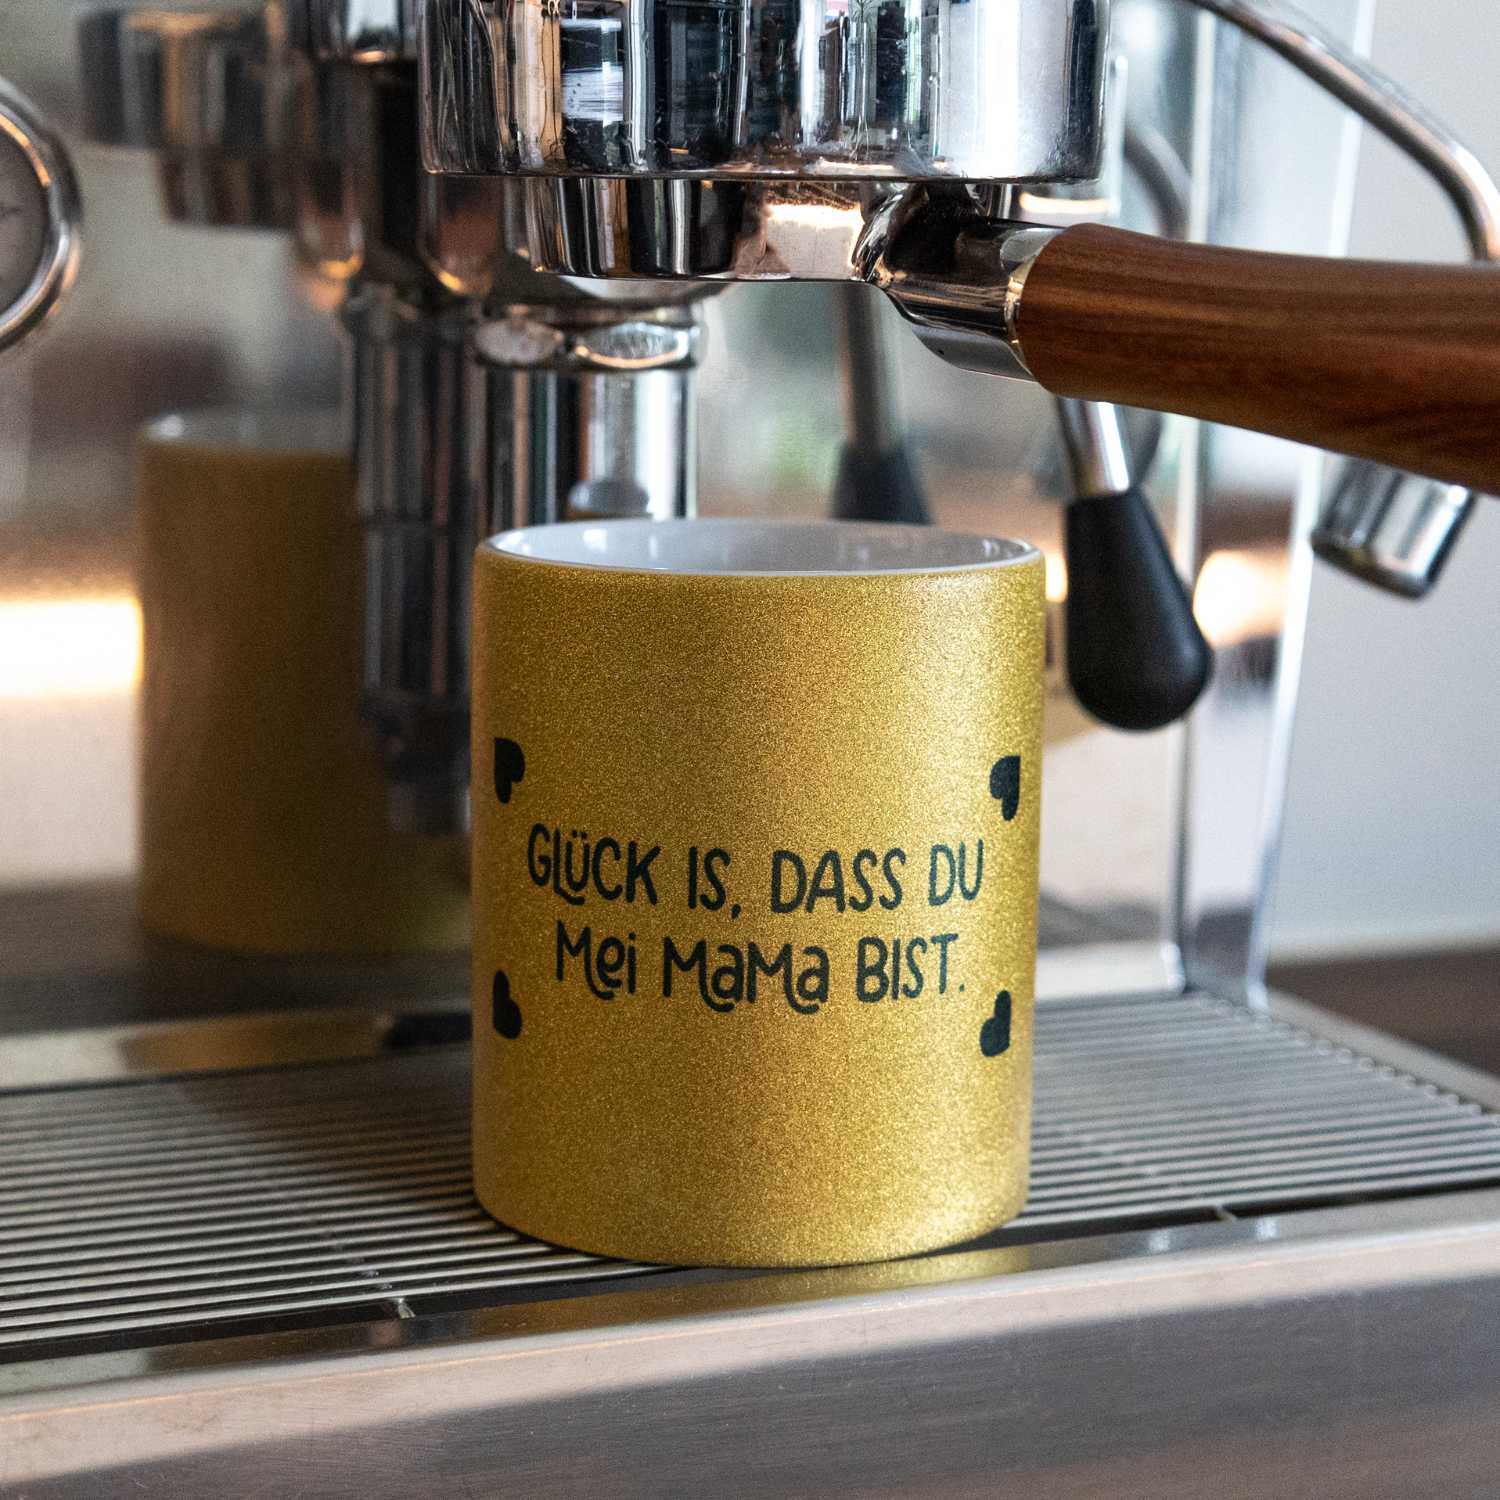 GLÜCK IS, DASS DU
Mei MaMa BIST.